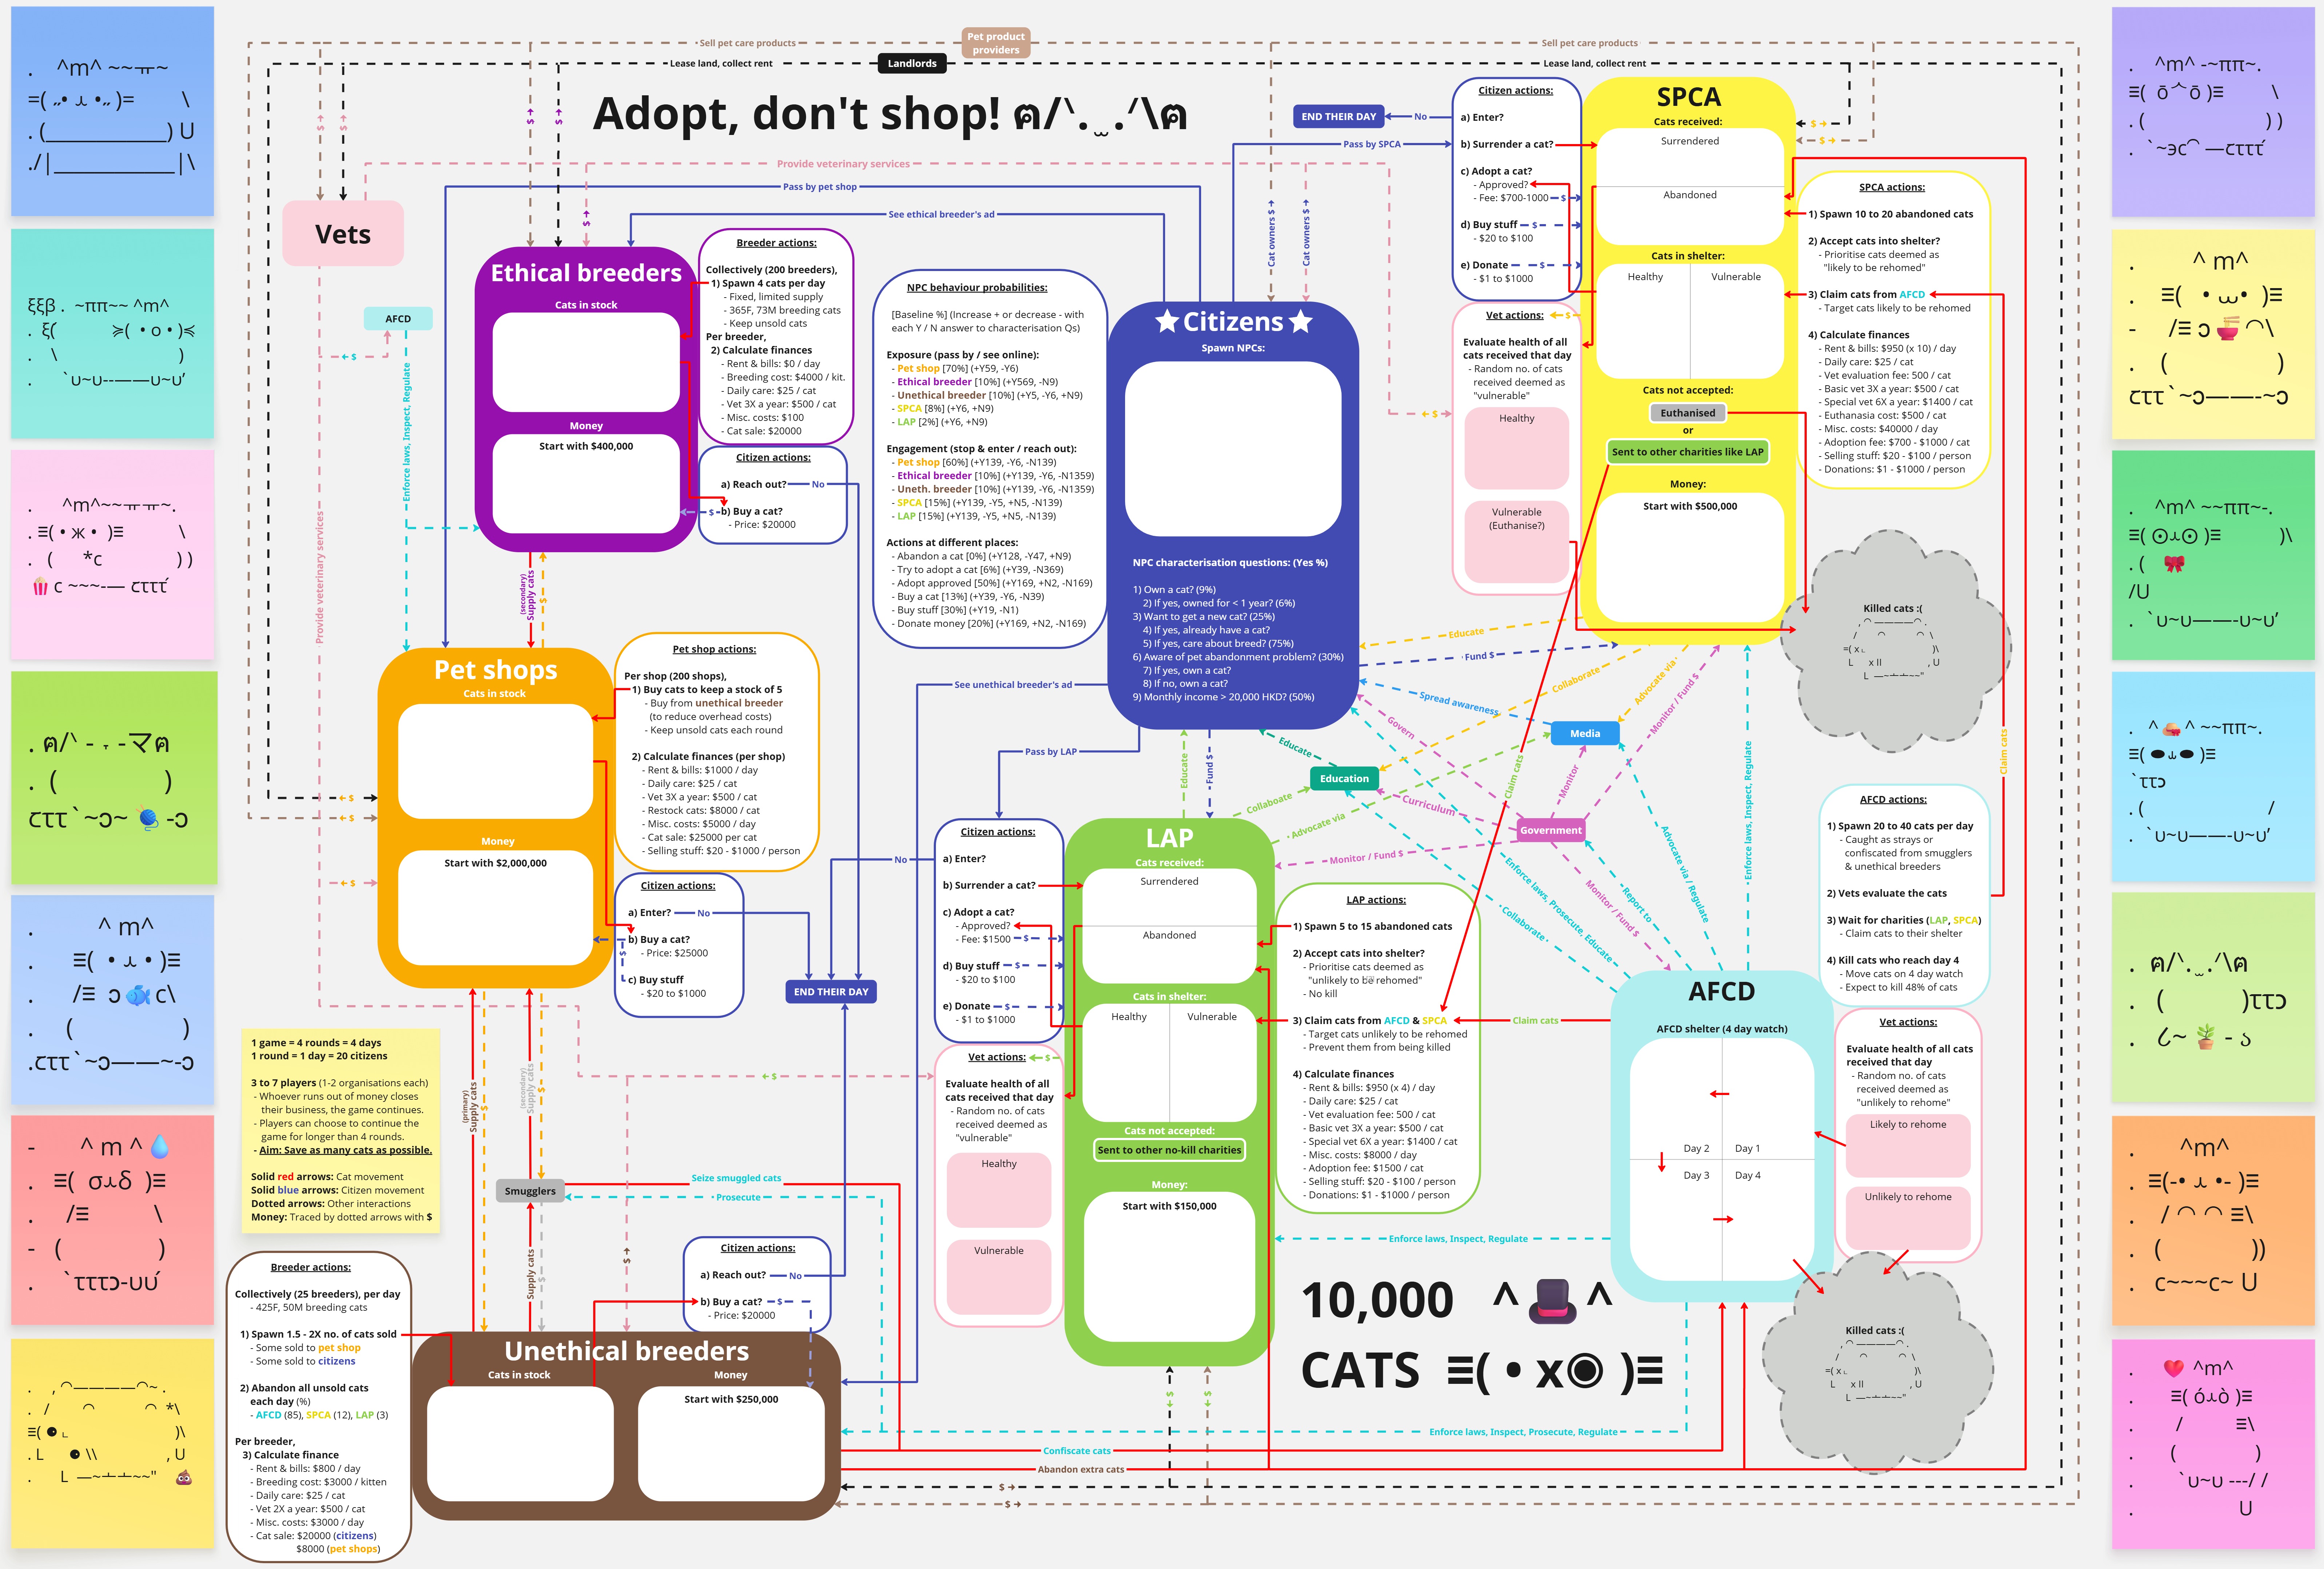 Pet product
providers
Sell pet care products
Sell pet care products
Landlords
Lease land, collect rent
Lease land, collect rent
Adopt, don't shop!
Provide veterinary services
Pass by pet shop
See ethical breeder's ad
Pass by SPCA
END THEIR DAY
No
Cat owners $
Cat owners $
Vets
AFCD
Enforce laws, Inspect, Regulate
Provide veterinary services
Ethical breeders
Cats in stock
Money
Start with $400,000
Breeder actions:
Collectively (200 breeders),
1) Spawn 4 cats per day
- Fixed, limited supply
- 365F, 73M breeding cats
- Keep unsold cats
Per breeder,
2) Calculate finances
- Rent & bills: $0 / day
- Breeding cost: $4000 / kit.
- Daily care: $25 / cat
- Vet 3X a year: $500 / cat
- Misc. costs: $100
- Cat sale: $20000
Citizen actions:
a) Reach out?
No
b) Buy a cat?
- Price: $20000
(secondary)
Supply cats
NPC behaviour probabilities:
[Baseline %] (Increase + or decrease - with
each Y / N answer to characterisation Qs)
Exposure (pass by / see online):
- Pet shop [70%] (+Y59, -Y6)
- Ethical breeder [10%] (+Y569, -N9)
- Unethical breeder [10%] (+Y5, -Y6, +N9)
- SPCA [8%] (+Y6, +N9)
- LAP [2%] (+Y6, +N9)
Engagement (stop & enter / reach out):
- Pet shop [60%] (+Y139, -Y6, -N139)
- Ethical breeder [10%] (+Y139, -Y6, -N1359)
- Uneth. breeder [10%] (+Y139, -Y6, -N1359)
- SPCA [15%] (+Y139, -Y5, +N5, -N139)
- LAP [15%] (+Y139, -Y5, +N5, -N139)
Actions at different places:
- Abandon a cat [0%] (+Y128, -Y47, +N9)
- Try to adopt a cat [6%] (+Y39, -N369)
- Adopt approved [50%] (+Y169, +N2, -N169)
- Buy a cat [13%] (+Y39, -Y6, -N39)
- Buy stuff [30%] (+Y19, -N1)
- Donate money [20%] (+Y169, +N2, -N169)
Citizens
Spawn NPCs:
NPC characterisation questions: (Yes %)
1) Own a cat? (9%)
2) If yes, owned for < 1 year? (6%)
3) Want to get a new cat? (25%)
4) If yes, already have a cat?
5) If yes, care about breed? (75%)
6) Aware of pet abandonment problem? (30%)
7) If yes, own a cat?
8) If no, own a cat?
9) Monthly income > 20,000 HKD? (50%)
Citizen actions:
a) Enter?
b) Surrender a cat?
c) Adopt a cat?
- Approved?
- Fee: $700-1000
d) Buy stuff
- $20 to $100
e) Donate
- $1 to $1000
Vet actions:
Evaluate health of all
cats received that day
- Random no. of cats
received deemed as
"vulnerable"
Healthy
Vulnerable
(Euthanise?)
SPCA
Cats received:
Surrendered
Abandoned
Cats in shelter:
Healthy
Vulnerable
Cats not accepted:
Euthanised
or
Sent to other charities like LAP
Money:
Start with $500,000
SPCA actions:
1) Spawn 10 to 20 abandoned cats
2) Accept cats into shelter?
- Prioritise cats deemed as
"likely to be rehomed"
3) Claim cats from AFCD
- Target cats likely to be rehomed
4) Calculate finances
- Rent & bills: $950 (x 10) / day
- Daily care: $25 / cat
- Vet evaluation fee: 500 / cat
- Basic vet 3X a year: $500 / cat
- Special vet 6X a year: $1400 / cat
- Euthanasia cost: $500 / cat
- Misc. costs: $40000 / day
- Adoption fee: $700 - $1000 / cat
- Selling stuff: $20 - $100 / person
- Donations: $1 - $1000 / person
Killed cats :(
Claim cats
Educate
Fund $
Collaborate
Advocate via
Monitor / Fund $
Spread awareness
Media
Govern
Educate
Education
Claim cats
Monitor
Curriculum
Government
Collaboate
Advocate via
Monitor / Fund $
Enforce laws, Prosecute, Educate
Collaborate
Monitor / Fund $
Report to
Advocate via / Regulate
Enforce laws, Inspect, Regulate
Educate
Fund $
See unethical breeder's ad
Pass by LAP
Pet shops
Cats in stock
Money
Start with $2,000,000
Pet shop actions:
Per shop (200 shops),
1) Buy cats to keep a stock of 5
- Buy from unethical breeder
(to reduce overhead costs)
- Keep unsold cats each round
2) Calculate finances (per shop)
- Rent & bills: $1000 / day
- Daily care: $25 / cat
- Vet 3X a year: $500 / cat
- Restock cats: $8000 / cat
- Misc. costs: $5000 / day
- Cat sale: $25000 per cat
- Selling stuff: $20 - $1000 / person
Citizen actions:
a) Enter?
No
b) Buy a cat?
- Price: $25000
c) Buy stuff
- $20 to $1000
END THEIR DAY
No
Citizen actions:
a) Enter?
b) Surrender a cat?
c) Adopt a cat?
- Approved?
- Fee: $1500
d) Buy stuff
- $20 to $100
e) Donate
- $1 to $1000
Vet actions:
Evaluate health of all
cats received that day
- Random no. of cats
received deemed as
"vulnerable"
Healthy
Vulnerable
LAP
Cats received:
Surrendered
Abandoned
Cats in shelter:
Healthy
Vulnerable
Cats not accepted:
Sent to other no-kill charities
Money:
Start with $150,000
LAP actions:
1) Spawn 5 to 15 abandoned cats
2) Accept cats into shelter?
- Prioritise cats deemed as
"unlikely to be rehomed"
- No kill
3) Claim cats from AFCD & SPCA
- Target cats unlikely to be rehomed
- Prevent them from being killed
4) Calculate finances
- Rent & bills: $950 (x 4) / day
- Daily care: $25 / cat
- Vet evaluation fee: 500 / cat
- Basic vet 3X a year: $500 / cat
- Special vet 6X a year: $1400 / cat
- Misc. costs: $8000 / day
- Adoption fee: $1500 / cat
- Selling stuff: $20 - $100 / person
- Donations: $1 - $1000 / person
Claim cats
AFCD
AFCD shelter (4 day watch)
Day 2
Day 1
Day 3
Day 4
AFCD actions:
1) Spawn 20 to 40 cats per day
- Caught as strays or
confiscated from smugglers
& unethical breeders
2) Vets evaluate the cats
3) Wait for charities (LAP, SPCA)
- Claim cats to their shelter
4) Kill cats who reach day 4
- Move cats on 4 day watch
- Expect to kill 48% of cats
Vet actions:
Evaluate health of all cats
received that day
- Random no. of cats
received deemed as
"unlikely to rehome"
Likely to rehome
Unlikely to rehome
Killed cats :(
1 game = 4 rounds = 4 days
1 round = 1 day = 20 citizens
3 to 7 players (1-2 organisations each)
- Whoever runs out of money closes
their business, the game continues.
- Players can choose to continue the
game for longer than 4 rounds.
- Aim: Save as many cats as possible.
Solid red arrows: Cat movement
Solid blue arrows: Citizen movement
Dotted arrows: Other interactions
Money: Traced by dotted arrows with $
(primary)
Supply cats
(secondary)
Supply cats
Smugglers
Supply cats
Seize smuggled cats
Prosecute
Breeder actions:
Collectively (25 breeders), per day
- 425F, 50M breeding cats
1) Spawn 1.5 - 2X no. of cats sold
- Some sold to pet shop
- Some sold to citizens
2) Abandon all unsold cats
each day (%)
- AFCD (85), SPCA (12), LAP (3)
Per breeder,
3) Calculate finance
- Rent & bills: $800 / day
- Breeding cost: $3000 / kitten
- Daily care: $25 / cat
- Vet 2X a year: $500 / cat
- Misc. costs: $3000 / day
- Cat sale: $20000 (citizens)
$8000 (pet shops)
Citizen actions:
a) Reach out?
No
b) Buy a cat?
- Price: $20000
Unethical breeders
Cats in stock
Money
Start with $250,000
Enforce laws, Inspect, Regulate
10,000
CATS
Enforce laws, Inspect, Prosecute, Regulate
Confiscate cats
Abandon extra cats